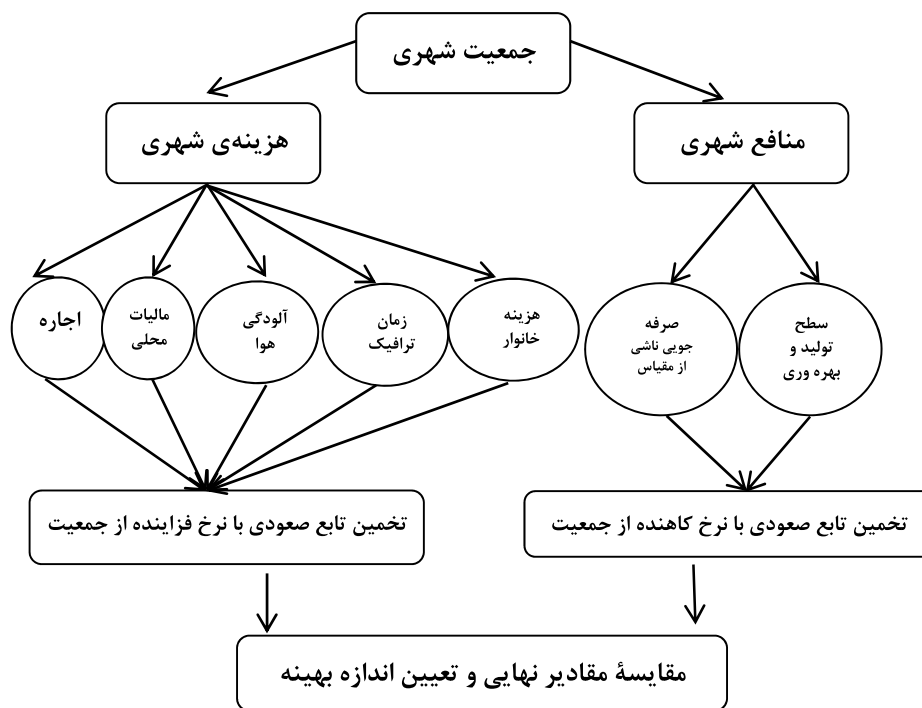 جمعیت شهری
منافع شهری
هزینه‌ی شهری
سطح
تولید و
بهره وری
صرفه
جویی ناشی
از مقیاس
هزینه
خانوار
زمان
ترافیک
آلودگی
هوا
مالیات
محلی
اجاره
تخمین تابع صعودی با نرخ کاهنده از جمعیت
تخمین تابع صعودی با نرخ فزاینده از جمعیت
مقایسۀ مقادیر نهایی و تعیین اندازه بهینه